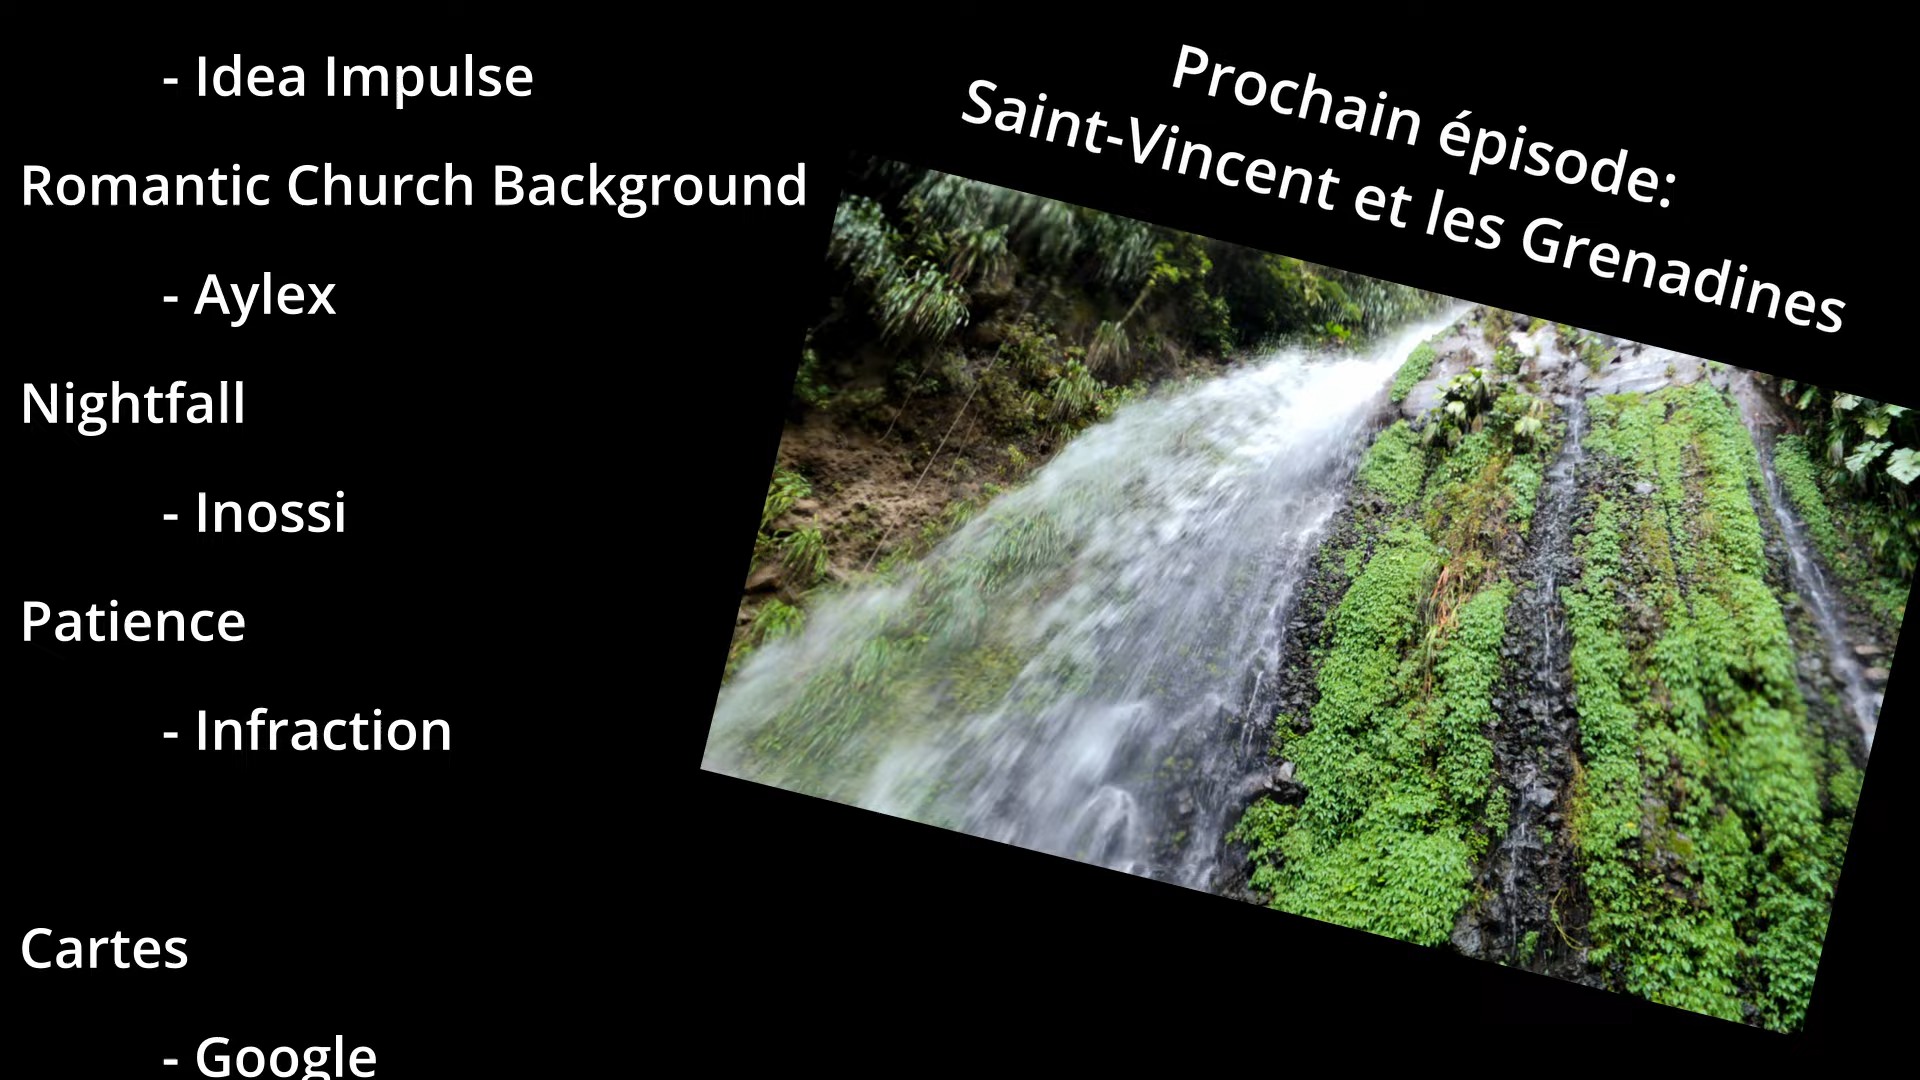 - Idea Impulse
Romantic Church Background
- Aylex
Nightfall
- Inossi
Patience
- Infraction
Cartes
- Google
Prochain épisode:
Saint-Vincent et les Grenadines